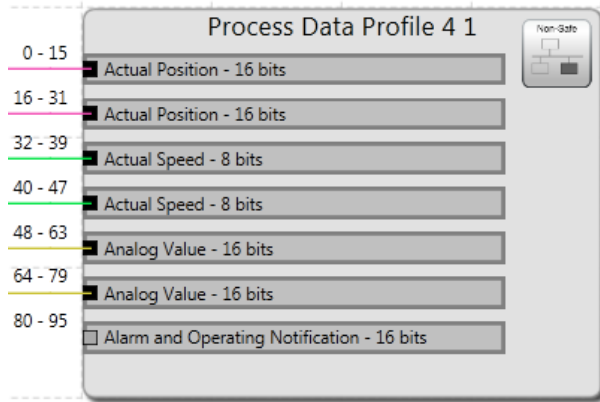 Process Data Profile 4 1
Non-Safe
0 - 15
Actual Position - 16 bits
16 - 31
Actual Position - 16 bits
32 - 39
Actual Speed - 8 bits
40 - 47
Actual Speed - 8 bits
48 - 63
Analog Value - 16 bits
64 - 79
Analog Value - 16 bits
80 - 95
Alarm and Operating Notification - 16 bits